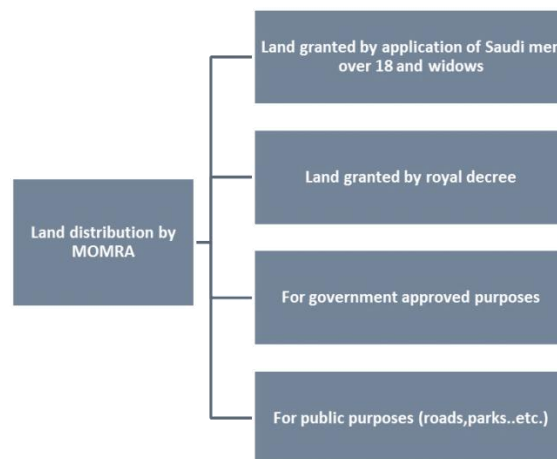 Land granted by application of Saudi men
over 18 and widows
Land granted by royal decree
Land distribution by
MOMRA
For government approved purposes
For public purposes (roads,parks..etc.)